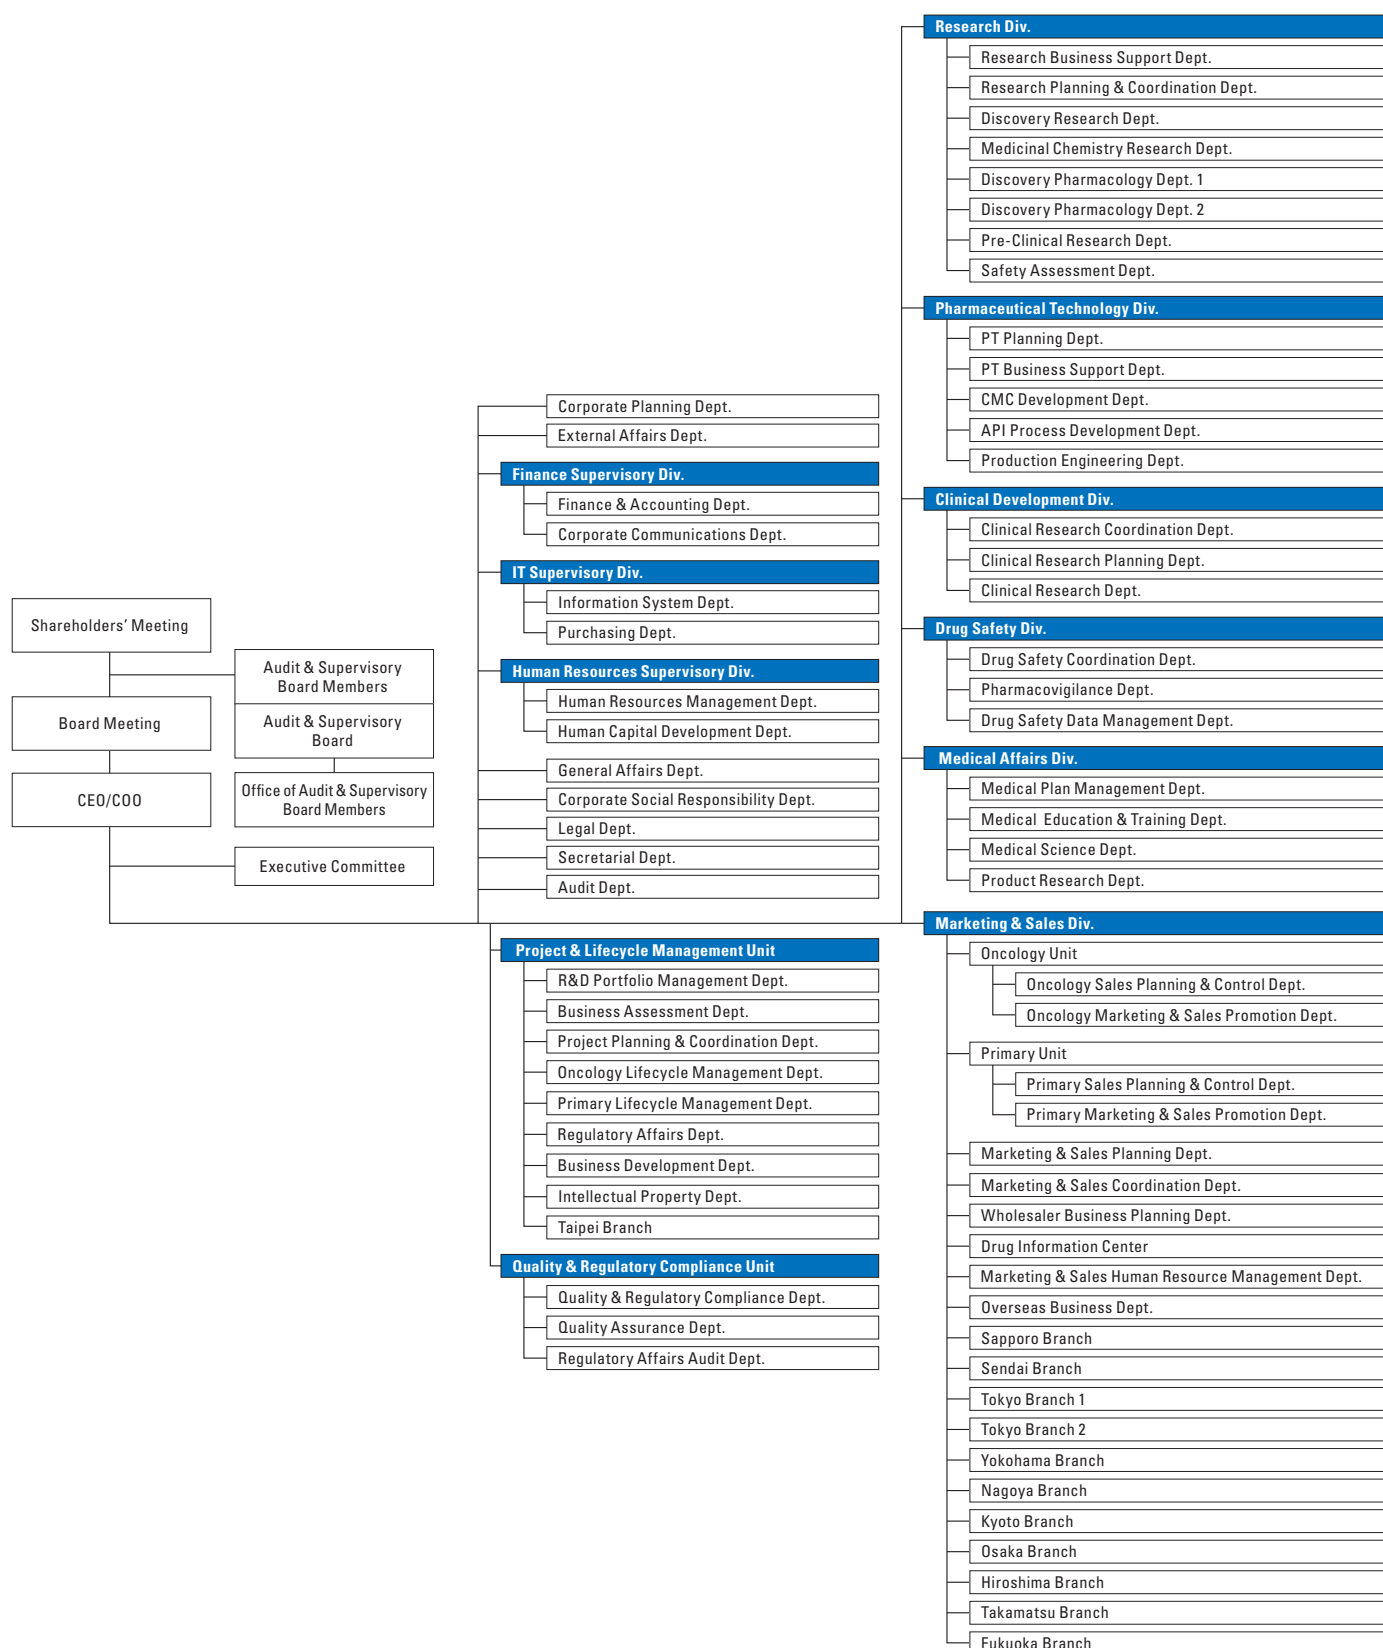 Shareholders' Meeting
Audit & Supervisory
Board Members
Board Meeting
Audit & Supervisory
Board
CEO/COO
Office of Audit & Supervisory
Board Members
Executive Committee
Corporate Planning Dept.
External Affairs Dept.
Finance Supervisory Div.
Finance & Accounting Dept.
Corporate Communications Dept.
IT Supervisory Div.
Information System Dept.
Purchasing Dept.
Human Resources Supervisory Div.
Human Resources Management Dept.
Human Capital Development Dept.
General Affairs Dept.
Corporate Social Responsibility Dept.
Legal Dept.
Secretarial Dept.
Audit Dept.
Project & Lifecycle Management Unit
R&D Portfolio Management Dept.
Business Assessment Dept.
Project Planning & Coordination Dept.
Oncology Lifecycle Management Dept.
Primary Lifecycle Management Dept.
Regulatory Affairs Dept.
Business Development Dept.
Intellectual Property Dept.
Taipei Branch
Quality & Regulatory Compliance Unit
Quality & Regulatory Compliance Dept.
Quality Assurance Dept.
Regulatory Affairs Audit Dept.
Research Div.
Research Business Support Dept.
Research Planning & Coordination Dept.
Discovery Research Dept.
Medicinal Chemistry Research Dept.
Discovery Pharmacology Dept. 1
Discovery Pharmacology Dept. 2
Pre-Clinical Research Dept.
Safety Assessment Dept.
Pharmaceutical Technology Div.
PT Planning Dept.
PT Business Support Dept.
CMC Development Dept.
API Process Development Dept.
Production Engineering Dept.
Clinical Development Div.
Clinical Research Coordination Dept.
Clinical Research Planning Dept.
Clinical Research Dept.
Drug Safety Div.
Drug Safety Coordination Dept.
Pharmacovigilance Dept.
Drug Safety Data Management Dept.
Medical Affairs Div.
Medical Plan Management Dept.
Medical Education & Training Dept.
Medical Science Dept.
Product Research Dept.
Marketing & Sales Div.
Oncology Unit
Oncology Sales Planning & Control Dept.
Oncology Marketing & Sales Promotion Dept.
Primary Unit
Primary Sales Planning & Control Dept.
Primary Marketing & Sales Promotion Dept.
Marketing & Sales Planning Dept.
Marketing & Sales Coordination Dept.
Wholesaler Business Planning Dept.
Drug Information Center
Marketing & Sales Human Resource Management Dept.
Overseas Business Dept.
Sapporo Branch
Sendai Branch
Tokyo Branch 1
Tokyo Branch 2
Yokohama Branch
Nagoya Branch
Kyoto Branch
Osaka Branch
Hiroshima Branch
Takamatsu Branch
Fukuoka Branch